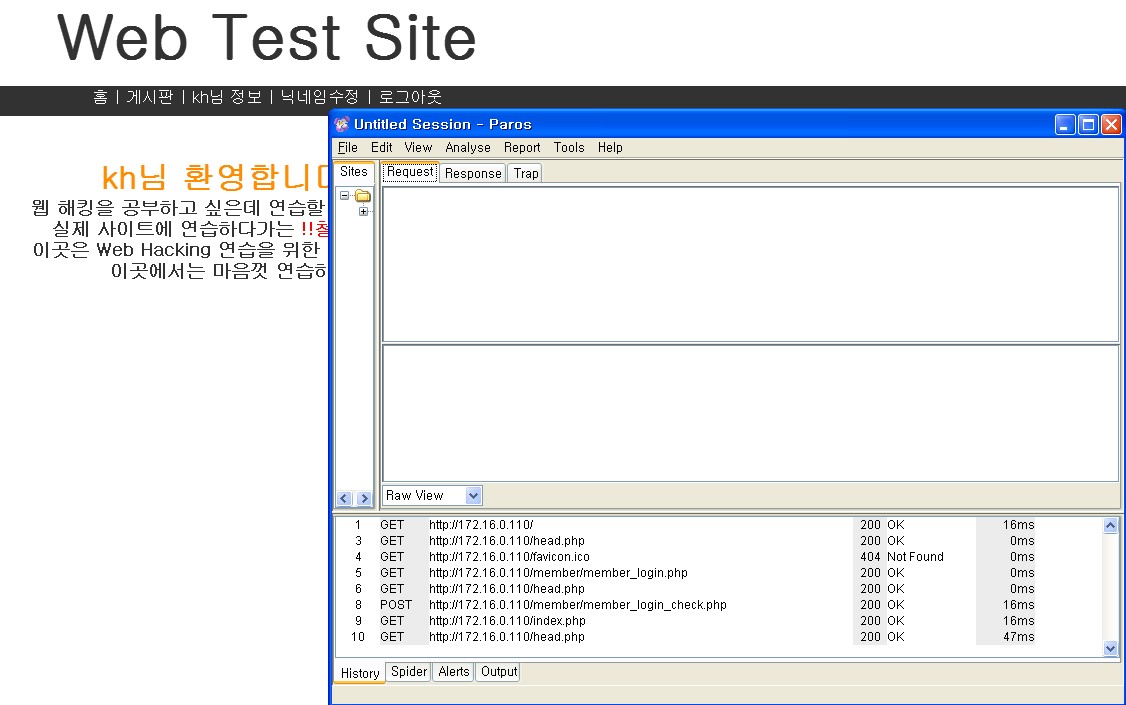 Web Test Site
홈 | 게시판 | kh님 정보 | 닉네임수정 | 로그아웃
kh님 환영합니다
웹 해킹을 공부하고 싶은데 연습할
실제 사이트에 연습하다가는 !!철
이곳은 Web Hacking 연습을 위한
이곳에서는 마음껏 연습하
Untitled Session - Paros
File Edit View Analyse Report Tools Help
Sites
Request Response Trap
Raw View
1 GET http://172.16.0.110/ 200 OK 16ms
3 GET http://172.16.0.110/head.php 200 OK 0ms
4 GET http://172.16.0.110/favicon.ico 404 Not Found 0ms
5 GET http://172.16.0.110/member/member_login.php 200 OK 0ms
6 GET http://172.16.0.110/head.php 200 OK 0ms
8 POST http://172.16.0.110/member/member_login_check.php 200 OK 16ms
9 GET http://172.16.0.110/index.php 200 OK 16ms
10 GET http://172.16.0.110/head.php 200 OK 47ms
History Spider Alerts Output